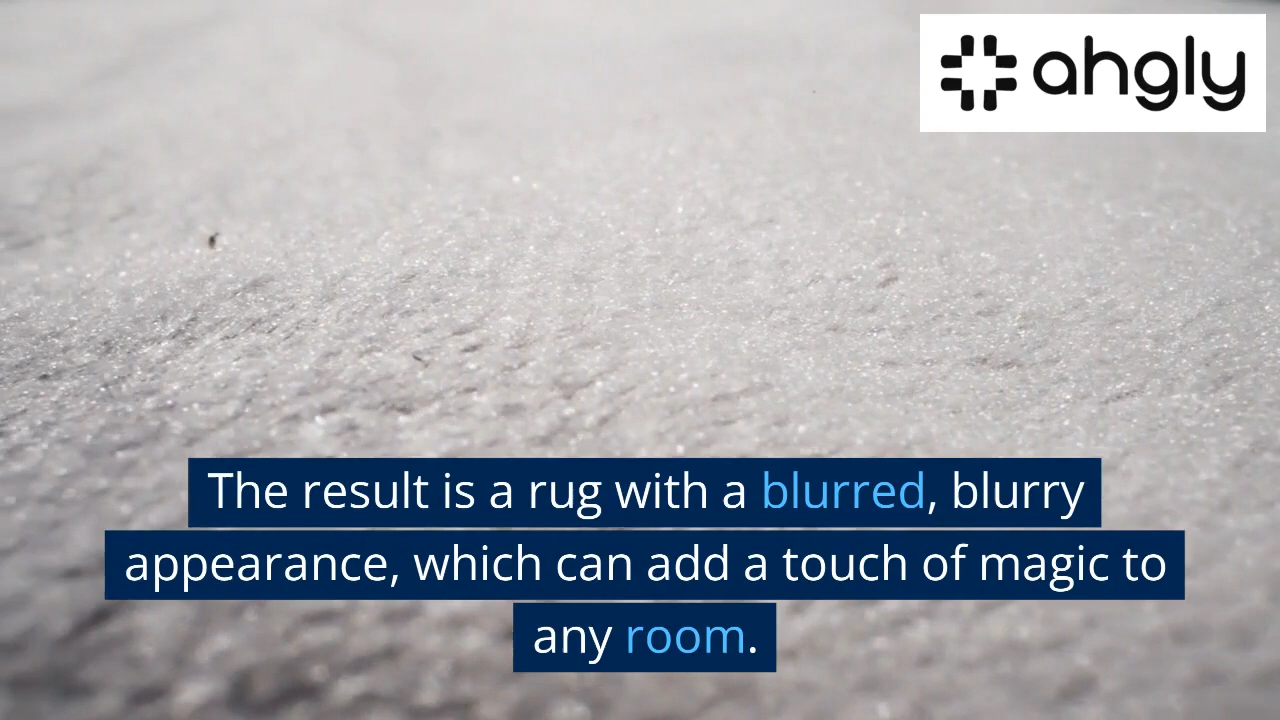 ahgly
The result is a rug with a blurred, blurry
appearance, which can add a touch of magic to
any room.